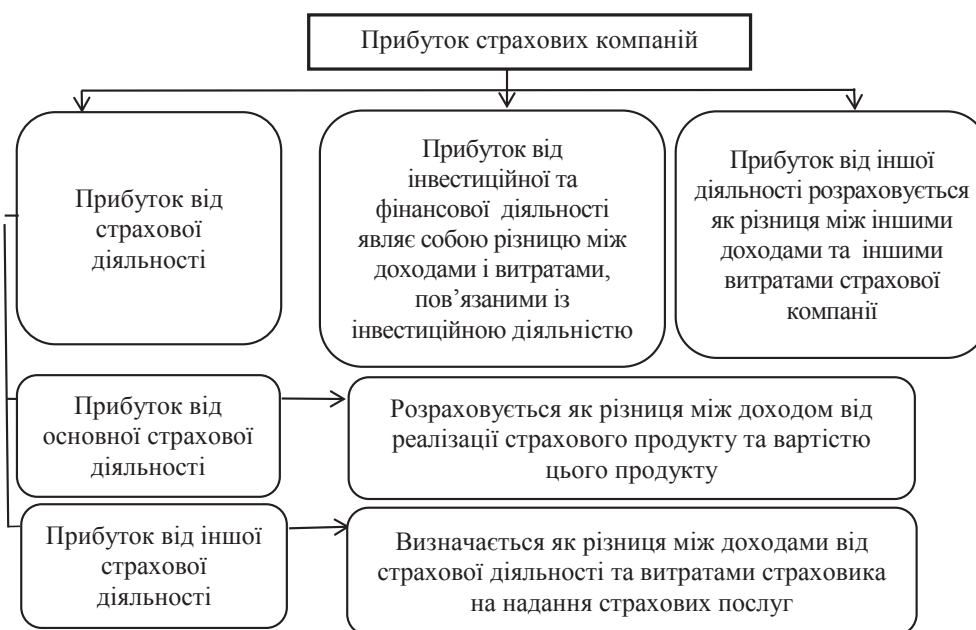 Прибуток страхових компаній
Прибуток від
страхової
діяльності
Прибуток від
інвестиційної та
фінансової діяльності
являє собою різницю між
доходами і витратами,
пов’язаними із
інвестиційною діяльністю
Прибуток від іншої
діяльності розраховується
як різниця між іншими
доходами та іншими
витратами страхової
компанії
Прибуток від
основної страхової
діяльності
Розраховується як різниця між доходом від
реалізації страхового продукту та вартістю
цього продукту
Прибуток від іншої
страхової
діяльності
Визначається як різниця між доходами від
страхової діяльності та витратами страховика
на надання страхових послуг